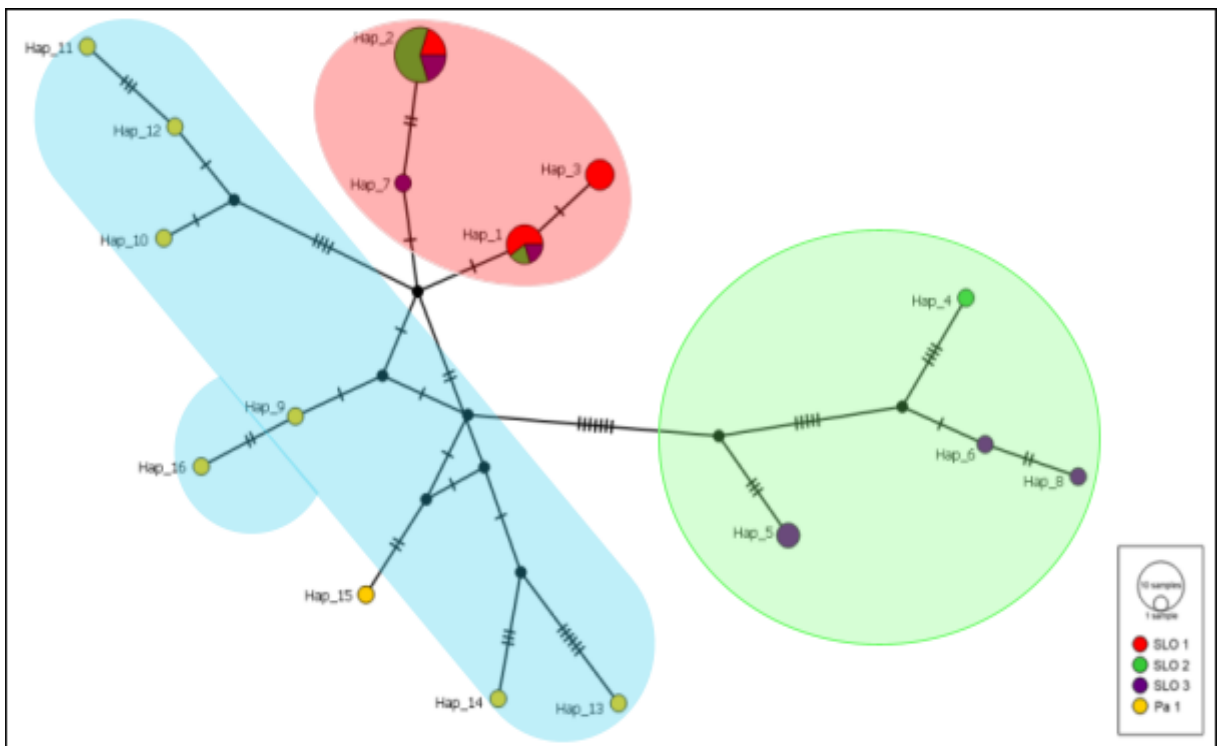 Hap_11
Hap_2
Hap_12
Hap_3
Hap_7
Hap_10
Hap_1
Hap_4
Hap_9
Hap_6
Hap_16
Hap_8
Hap_5
Hap_15
Hap_14
Hap_13
10 samples
1 sample
SLO 1
SLO 2
SLO 3
Pa 1